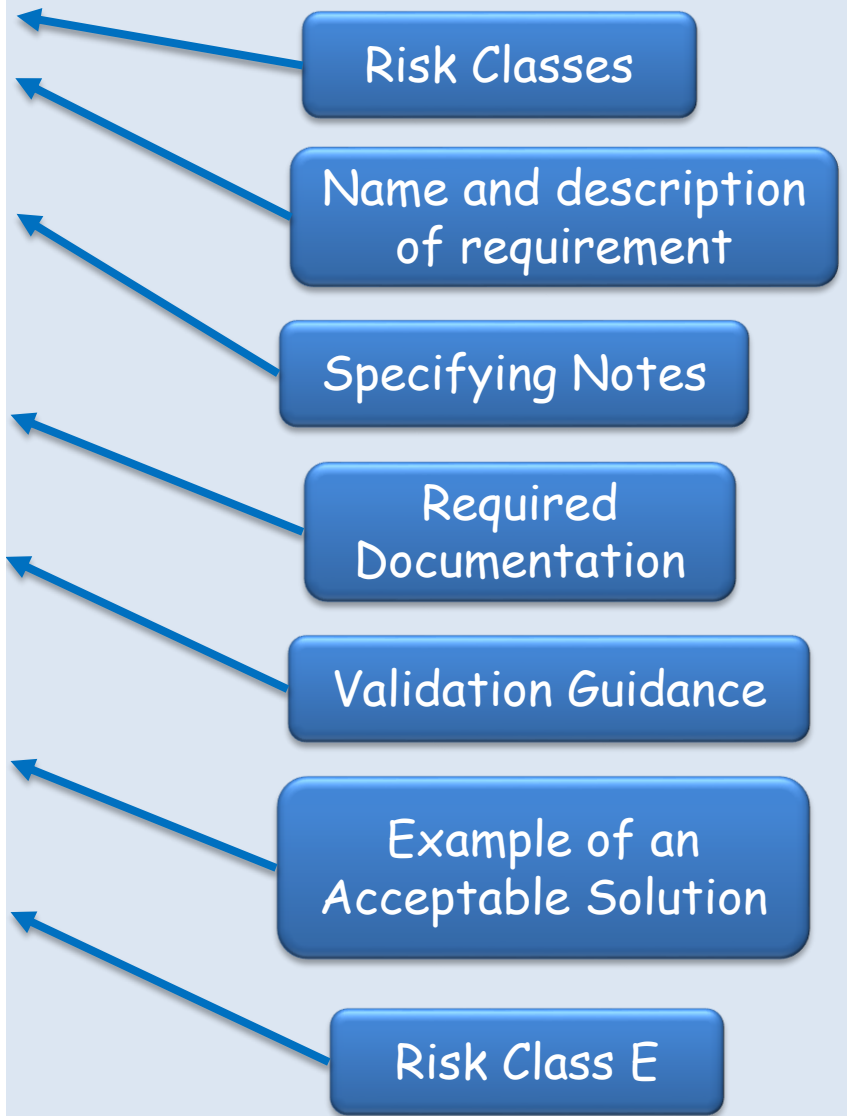 Risk Classes
Name and description
of requirement
Specifying Notes
Required
Documentation
Validation Guidance
Example of an
Acceptable Solution
Risk Class E